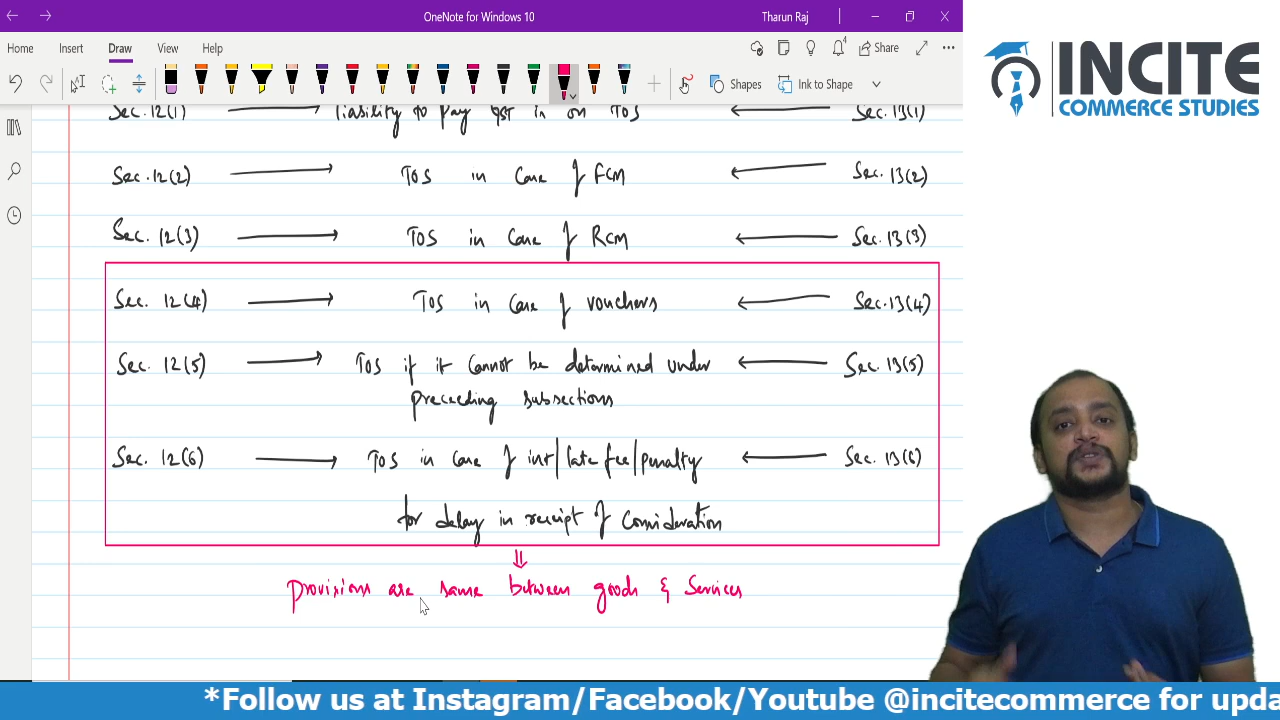 OneNote for Windows 10
Tharun Raj
Home Insert Draw View Help
4
Share
Shapes
Ink to Shape
INCITE
COMMERCE STUDIES
Sec.12(1) liability to pay GST is on TOS Sec.13(1)
Sec.12(2) TOS in Case of FCM Sec.13(2)
Sec.12(3) TOS in Case of RCM Sec.13(3)
Sec.12(4) TOS in Case of vouchers Sec.13(4)
Sec.12(5) TOS if it cannot be determined under Sec.13(5)
preceeding subsections
Sec.12(6) TOS in Case of int/late fee/penalty Sec.13(6)
for delay in receipt of Consideration
Provisions are same between goods & Services
*Follow us at Instagram/Facebook/Youtube @incitecommerce for upda